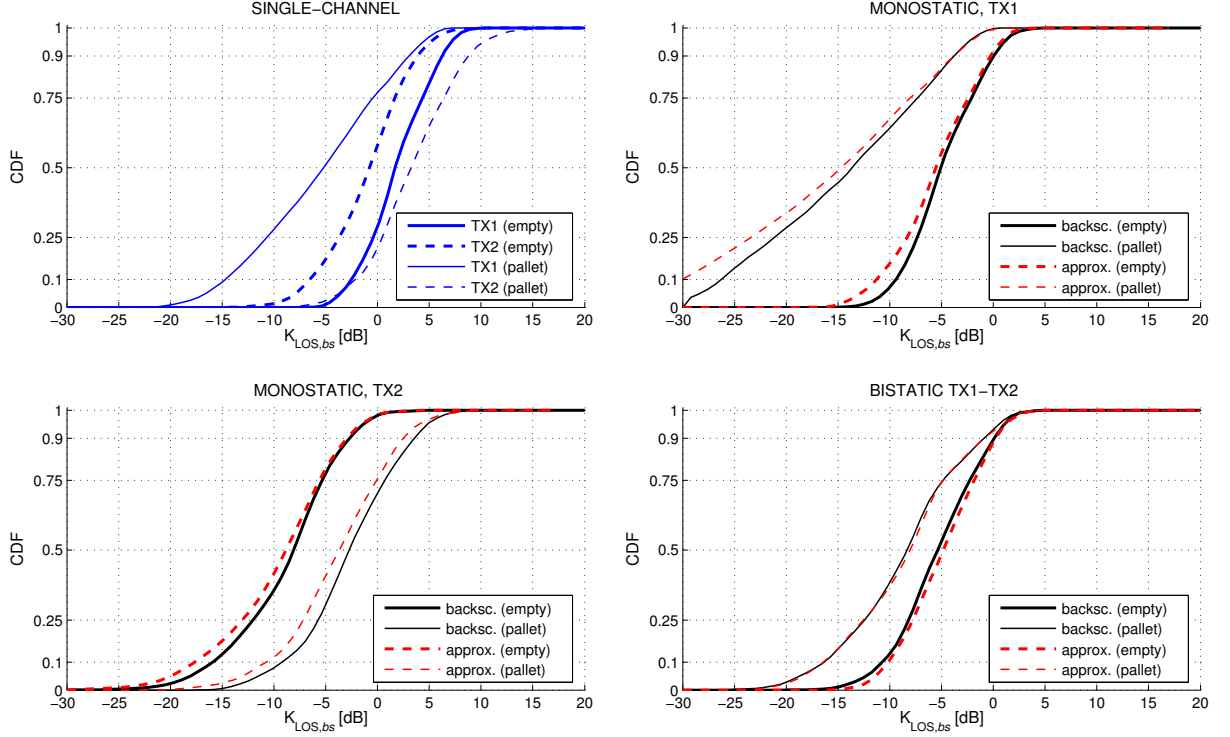 SINGLE−CHANNEL
1
0.9
0.75
0.5
0.25
0.1
0
CDF
−30 −25 −20 −15 −10 −5 0 5 10 15 20
K_LOS,bs [dB]
TX1 (empty)
TX2 (empty)
TX1 (pallet)
TX2 (pallet)
MONOSTATIC, TX1
1
0.9
0.75
0.5
0.25
0.1
0
CDF
−30 −25 −20 −15 −10 −5 0 5 10 15 20
K_LOS,bs [dB]
backsc. (empty)
backsc. (pallet)
approx. (empty)
approx. (pallet)
MONOSTATIC, TX2
1
0.9
0.75
0.5
0.25
0.1
0
CDF
−30 −25 −20 −15 −10 −5 0 5 10 15 20
K_LOS,bs [dB]
backsc. (empty)
backsc. (pallet)
approx. (empty)
approx. (pallet)
BISTATIC TX1−TX2
1
0.9
0.75
0.5
0.25
0.1
0
CDF
−30 −25 −20 −15 −10 −5 0 5 10 15 20
K_LOS,bs [dB]
backsc. (empty)
backsc. (pallet)
approx. (empty)
approx. (pallet)